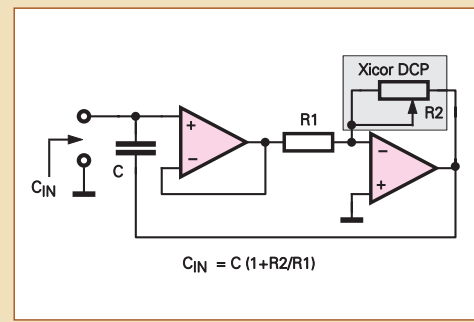 Xicor DCP
R1
R2
+
−
−
+
C
CIN
CIN = C (1+R2/R1)